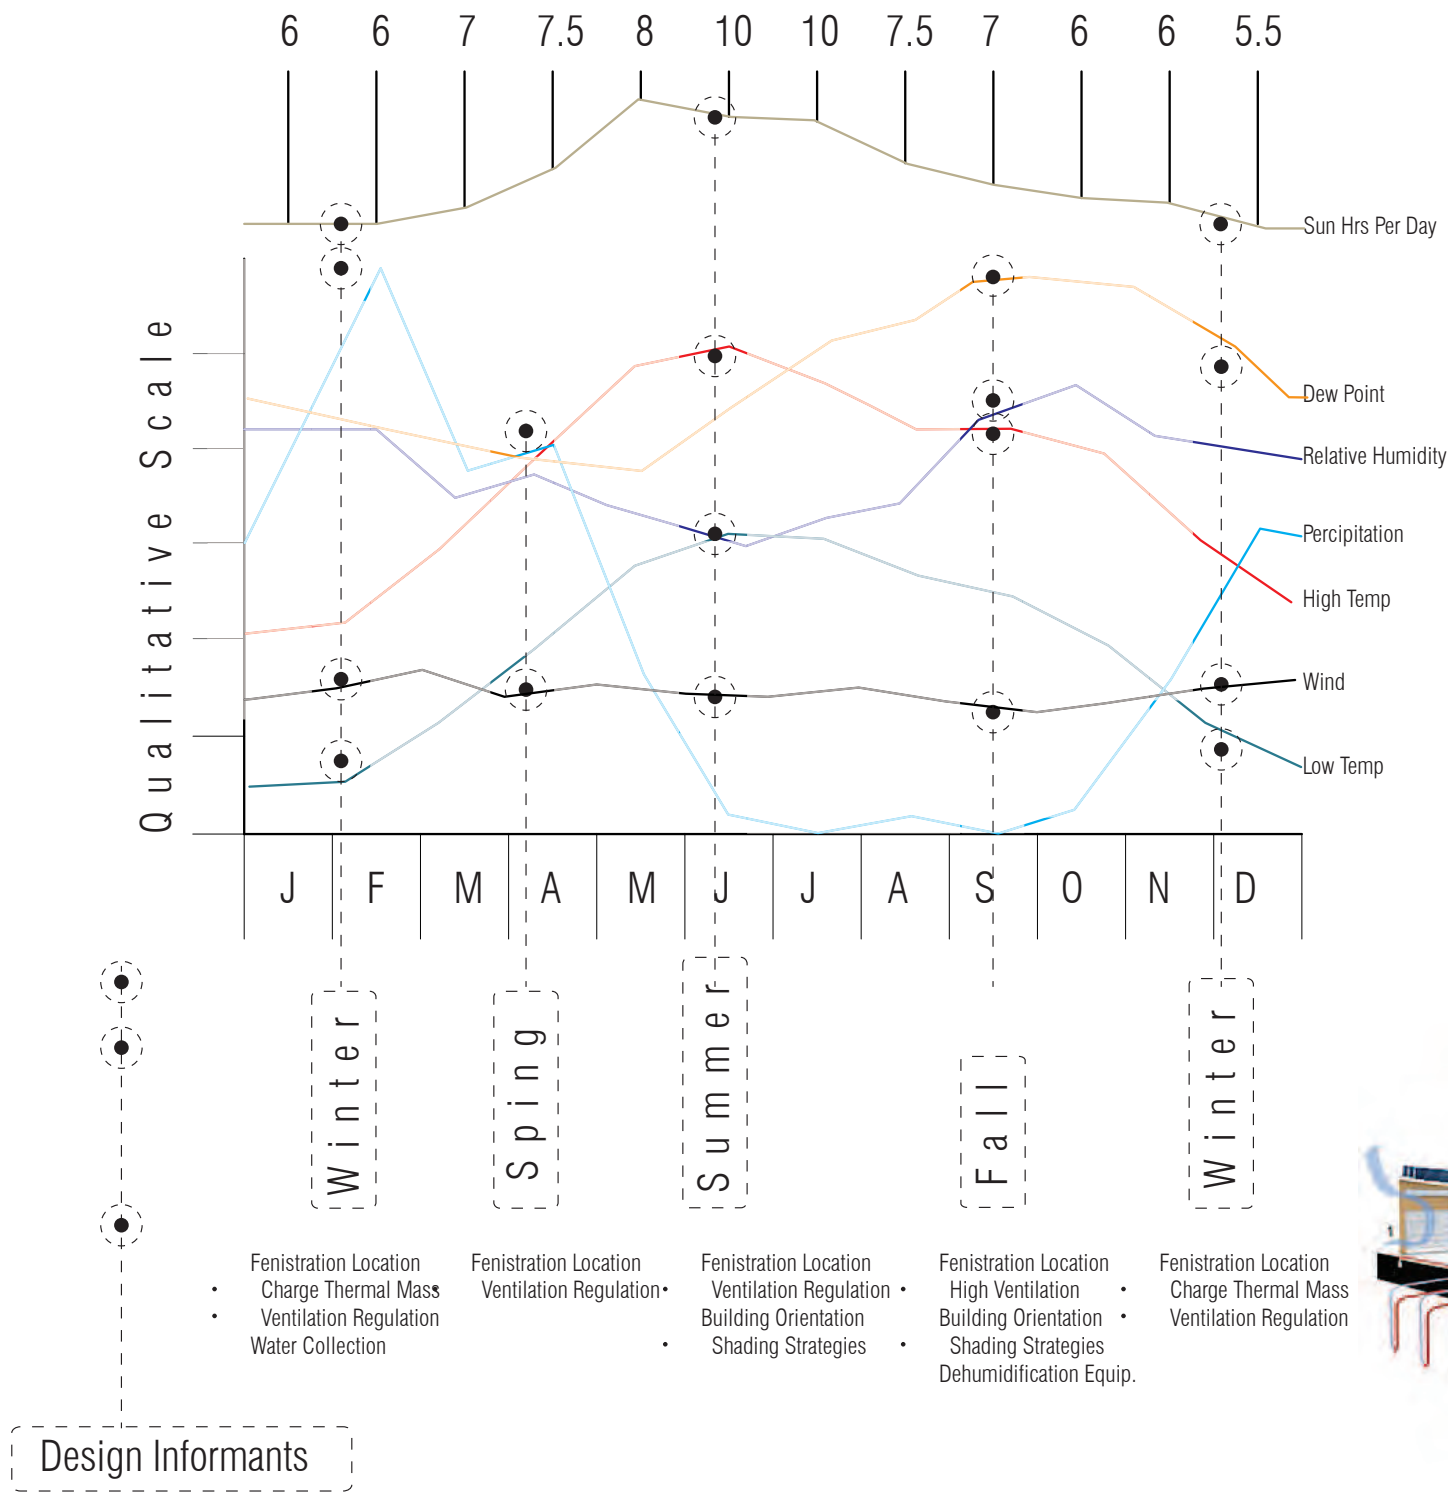 6 6 7 7.5 8 10 10 7.5 7 6 6 5.5
Sun Hrs Per Day
Qualitative Scale
Dew Point
Relative Humidity
Percipitation
High Temp
Wind
Low Temp
J F M A M J J A S O N D
Winter
Sping
Summer
Fall
Winter
Fenistration Location
• Charge Thermal Mass
• Ventilation Regulation
Water Collection
Fenistration Location
• Ventilation Regulation
Fenistration Location
• Ventilation Regulation
Building Orientation
• Shading Strategies
Fenistration Location
• High Ventilation
Building Orientation
• Shading Strategies
Dehumidification Equip.
Fenistration Location
• Charge Thermal Mass
• Ventilation Regulation
Design Informants